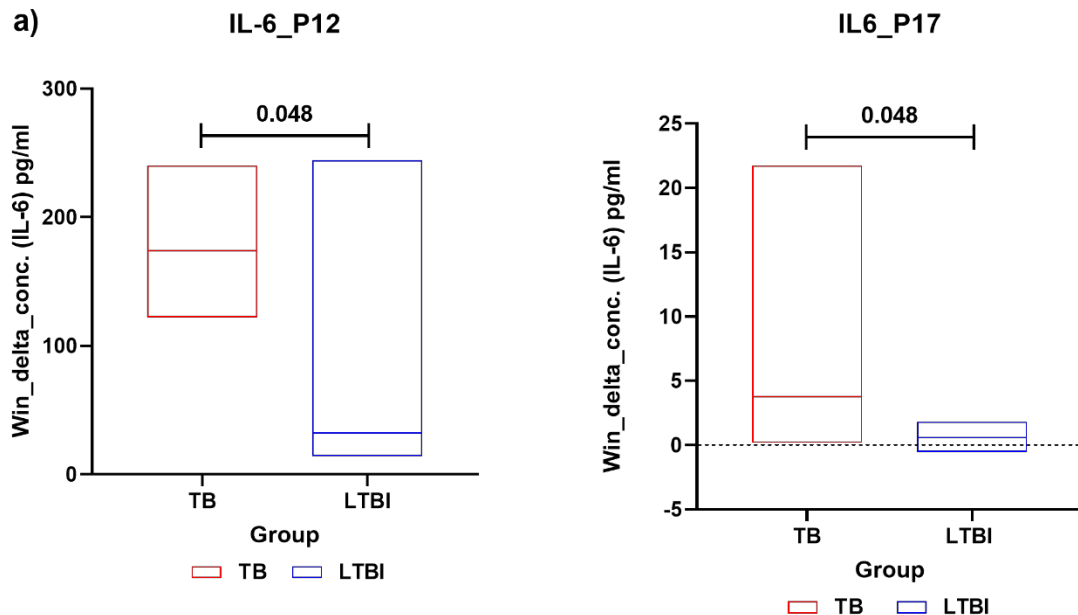 a)
IL-6_P12
Win_delta_conc. (IL-6) pg/ml
300
200
100
0
0.048
TB
LTBI
Group
TB
LTBI
IL6_P17
Win_delta_conc. (IL-6) pg/ml
25
20
15
10
5
0
-5
0.048
TB
LTBI
Group
TB
LTBI